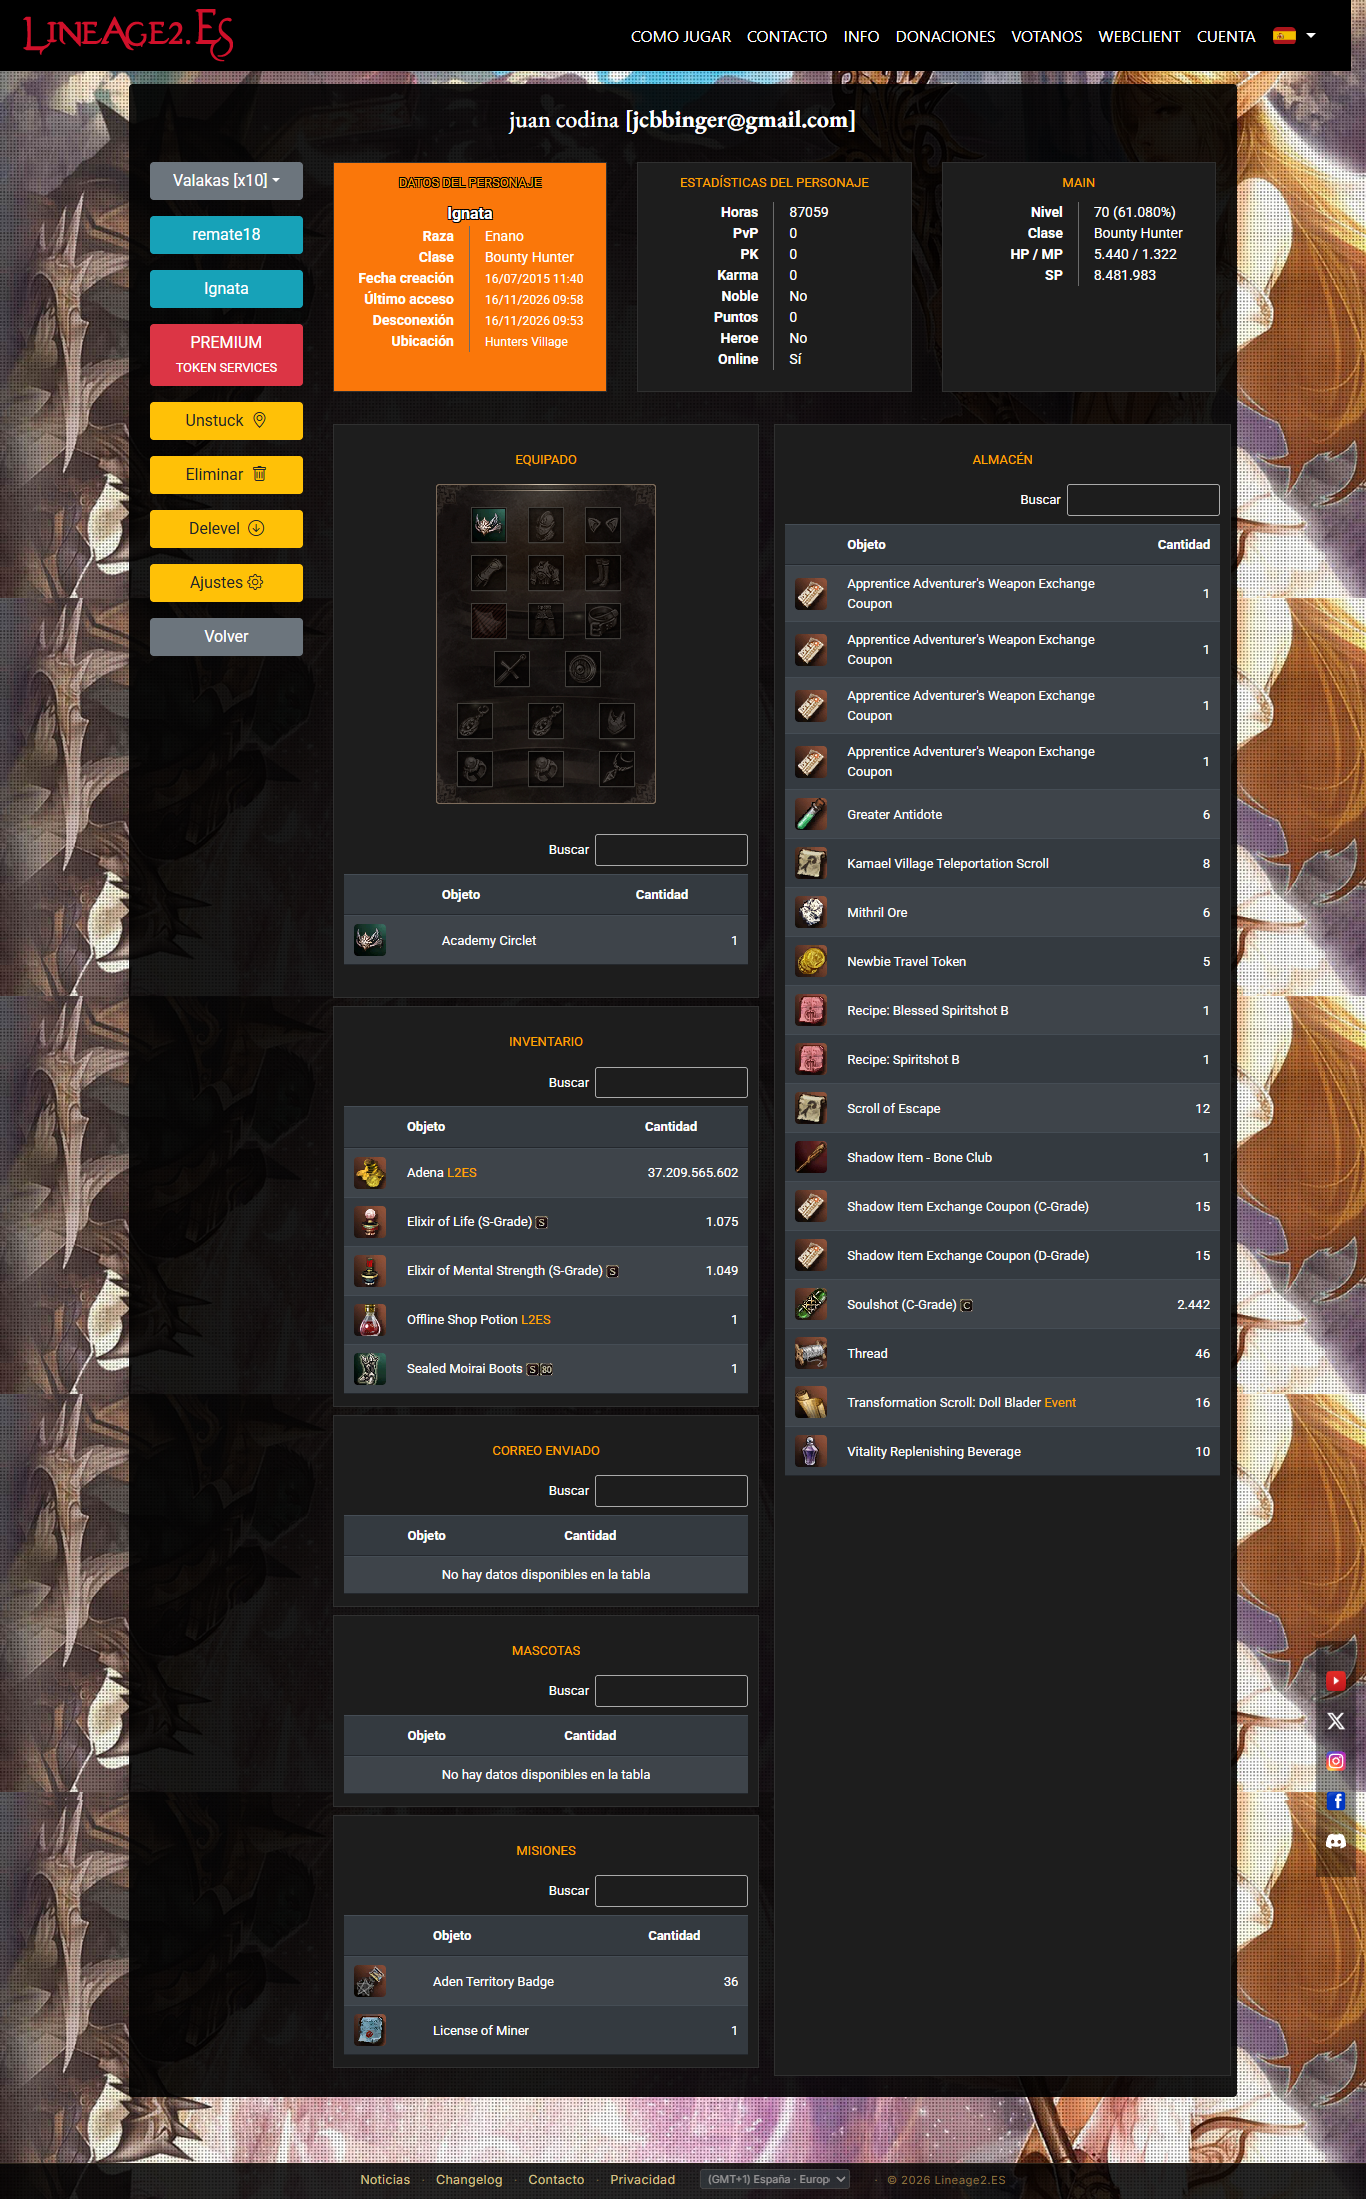 LINEAGE2.ES
COMO JUGAR CONTACTO INFO DONACIONES VOTANOS WEBCLIENT CUENTA
juan codina [jcbbinger@gmail.com]
Valakas [x10]
remate18
Ignata
PREMIUM
TOKEN SERVICES
Unstuck
Eliminar
Delevel
Ajustes
Volver
DATOS DEL PERSONAJE
Ignata
Raza Enano
Clase Bounty Hunter
Fecha creación 16/07/2015 11:40
Último acceso 16/11/2026 09:58
Desconexión 16/11/2026 09:53
Ubicación Hunters Village
ESTADÍSTICAS DEL PERSONAJE
Horas 87059
PvP 0
PK 0
Karma 0
Noble No
Puntos 0
Heroe No
Online Sí
MAIN
Nivel 70 (61.080%)
Clase Bounty Hunter
HP / MP 5.440 / 1.322
SP 8.481.983
EQUIPADO
Buscar
Objeto Cantidad
Academy Circlet 1
INVENTARIO
Buscar
Objeto Cantidad
Adena L2ES 37.209.565.602
Elixir of Life (S-Grade) S 1.075
Elixir of Mental Strength (S-Grade) S 1.049
Offline Shop Potion L2ES 1
Sealed Moirai Boots S 80 1
CORREO ENVIADO
Buscar
Objeto Cantidad
No hay datos disponibles en la tabla
MASCOTAS
Buscar
Objeto Cantidad
No hay datos disponibles en la tabla
MISIONES
Buscar
Objeto Cantidad
Aden Territory Badge 36
License of Miner 1
ALMACÉN
Buscar
Objeto Cantidad
Apprentice Adventurer's Weapon Exchange
Coupon 1
Apprentice Adventurer's Weapon Exchange
Coupon 1
Apprentice Adventurer's Weapon Exchange
Coupon 1
Apprentice Adventurer's Weapon Exchange
Coupon 1
Greater Antidote 6
Kamael Village Teleportation Scroll 8
Mithril Ore 6
Newbie Travel Token 5
Recipe: Blessed Spiritshot B 1
Recipe: Spiritshot B 1
Scroll of Escape 12
Shadow Item - Bone Club 1
Shadow Item Exchange Coupon (C-Grade) 15
Shadow Item Exchange Coupon (D-Grade) 15
Soulshot (C-Grade) C 2.442
Thread 46
Transformation Scroll: Doll Blader Event 16
Vitality Replenishing Beverage 10
Noticias · Changelog · Contacto · Privacidad (GMT+1) España · Europ · © 2026 Lineage2.ES